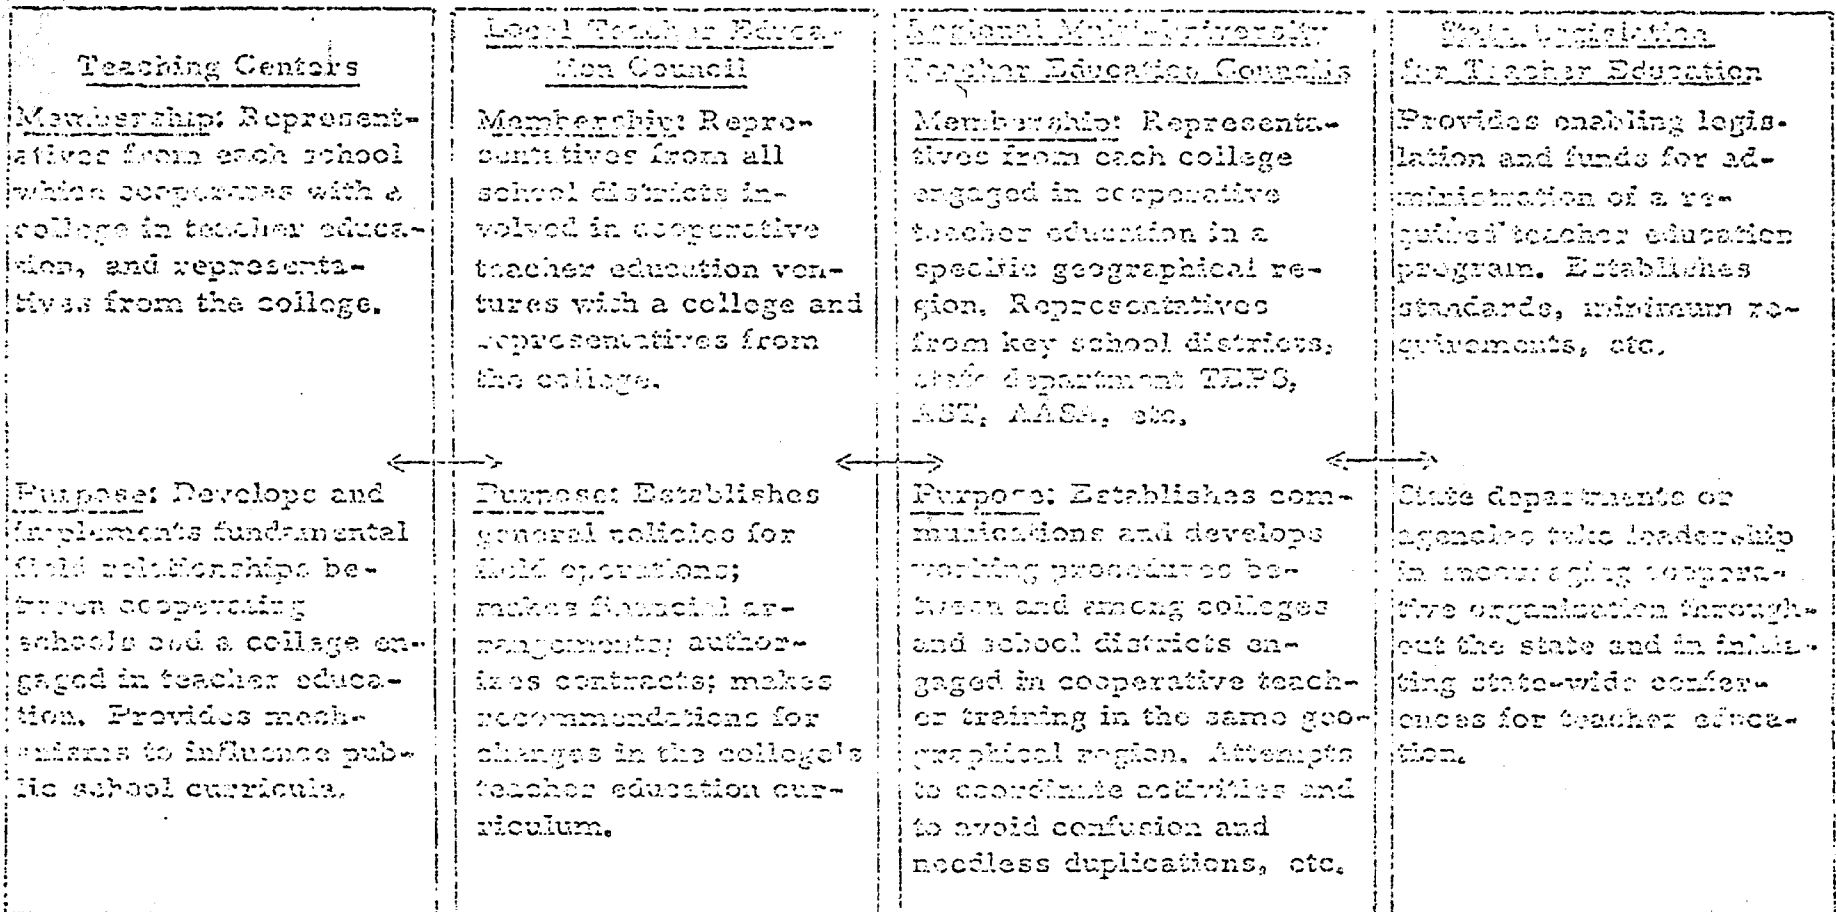 Teaching Centers
Membership: Represent-
atives from each school
which cooperates with a
college in teacher educa-
tion, and representa-
tives from the college.
Purpose: Develops and
implements fundamental
field relationships be-
tween cooperating
schools and a college en-
gaged in teacher educa-
tion. Provides mech-
anisms to influence pub-
lic school curricula.
Local Teacher Educa-
tion Council
Membership: Repre-
sentatives from all
school districts in-
volved in cooperative
teacher education ven-
tures with a college and
representatives from
the college.
Purpose: Establishes
general policies for
field operations;
makes financial ar-
rangements; author-
izes contracts; makes
recommendations for
changes in the college's
teacher education cur-
riculum.
Regional Multi-University
Teacher Education Councils
Membership: Representa-
tives from each college
engaged in cooperative
teacher education in a
specific geographical re-
gion. Representatives
from key school districts,
state department TEPS,
AST, AASA, etc.
Purpose: Establishes com-
munications and develops
working procedures be-
tween and among colleges
and school districts en-
gaged in cooperative teach-
er training in the same geo-
graphical region. Attempts
to coordinate activities and
to avoid confusion and
needless duplications, etc.
State Legislation
for Teacher Education
Provides enabling legis-
lation and funds for ad-
ministration of a re-
quired teacher education
program. Establishes
standards, minimum re-
quirements, etc.
State departments or
agencies take leadership
in encouraging coopera-
tive organization through-
out the state and in initia-
ting state-wide confer-
ences for teacher educa-
tion.